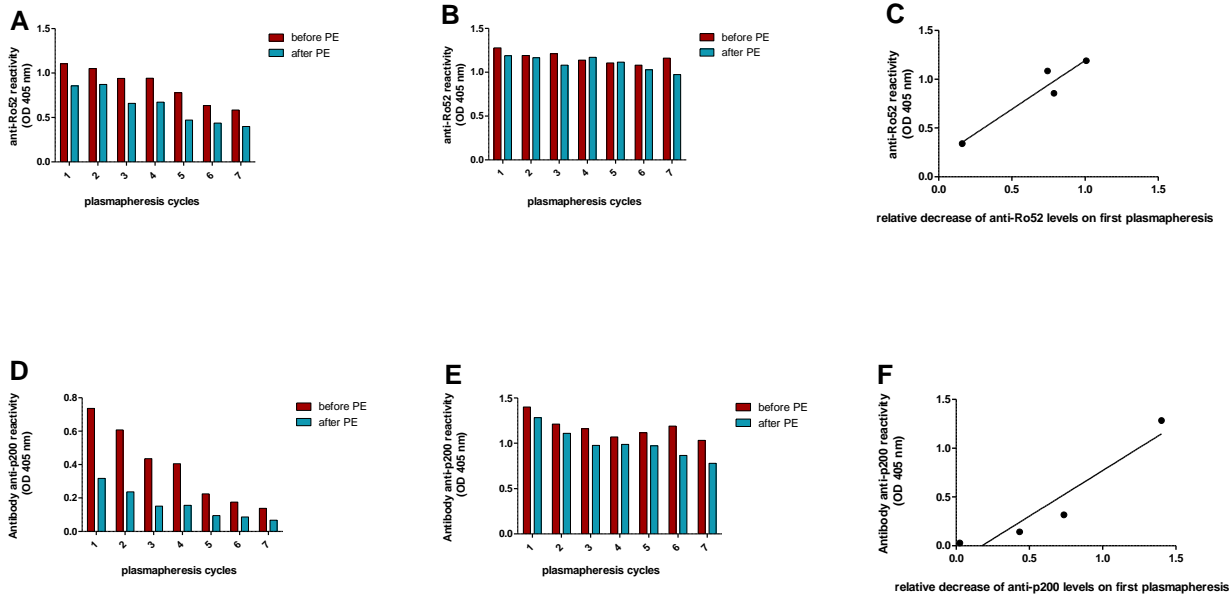 A
anti-Ro52 reactivity
(OD 405 nm)
1.5
1.0
0.5
0.0
1 2 3 4 5 6 7
plasmapheresis cycles
before PE
after PE
B
anti-Ro52 reactivity
(OD 405 nm)
1.5
1.0
0.5
0.0
1 2 3 4 5 6 7
plasmapheresis cycles
before PE
after PE
C
anti-Ro52 reactivity
(OD 405 nm)
1.5
1.0
0.5
0.0
0.0 0.5 1.0 1.5
relative decrease of anti-Ro52 levels on first plasmapheresis
D
Antibody anti-p200 reactivity
(OD 405 nm)
0.8
0.6
0.4
0.2
0.0
1 2 3 4 5 6 7
plasmapheresis cycles
before PE
after PE
E
Antibody anti-p200 reactivity
(OD 405 nm)
1.5
1.0
0.5
0.0
1 2 3 4 5 6 7
plasmapheresis cycles
before PE
after PE
F
Antibody anti-p200 reactivity
(OD 405 nm)
1.5
1.0
0.5
0.0
0.0 0.5 1.0 1.5
relative decrease of anti-p200 levels on first plasmapheresis